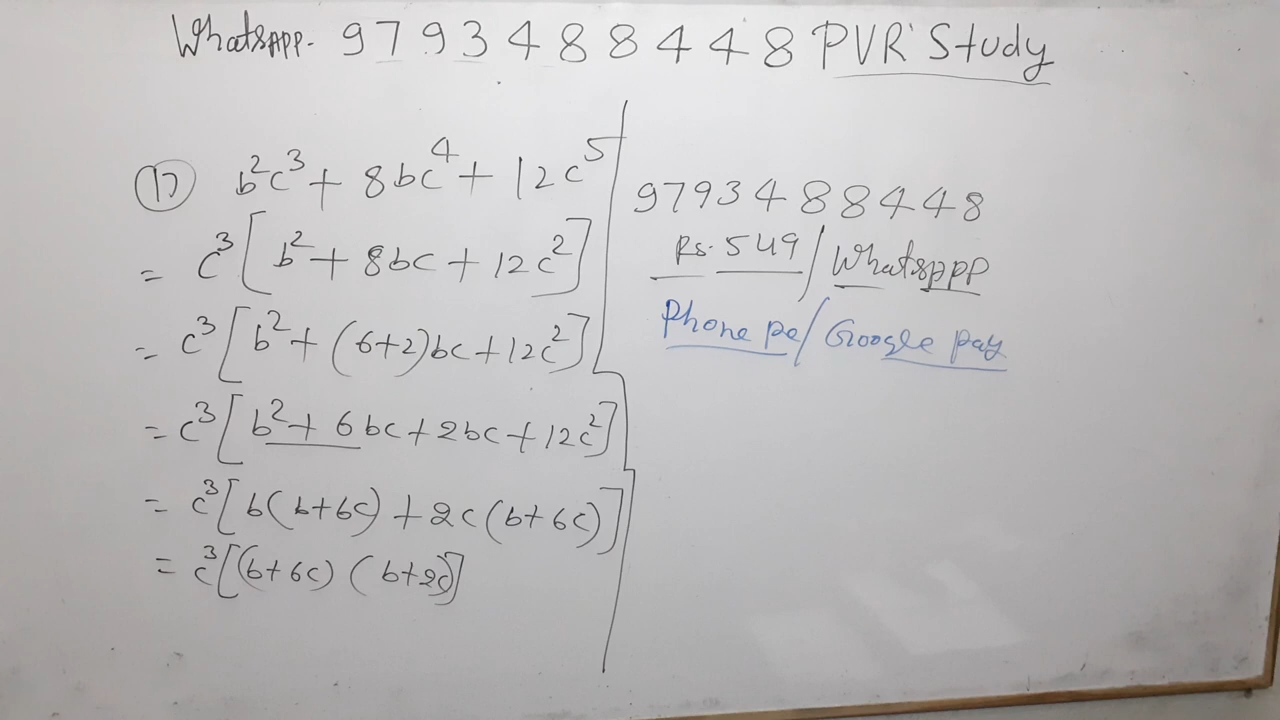 Whatsapp. 9793488448 PVR Study
17) b²c³ + 8bc⁴ + 12c⁵
= c³[b² + 8bc + 12c²]
= c³[b² + (6+2)bc + 12c²]
= c³[b² + 6bc + 2bc + 12c²]
= c³[b(b+6c) + 2c(b+6c)]
= c³[(b+6c) (b+2c)]
9793488448
Rs. 549/Whatsappp
Phone pe/Google pay